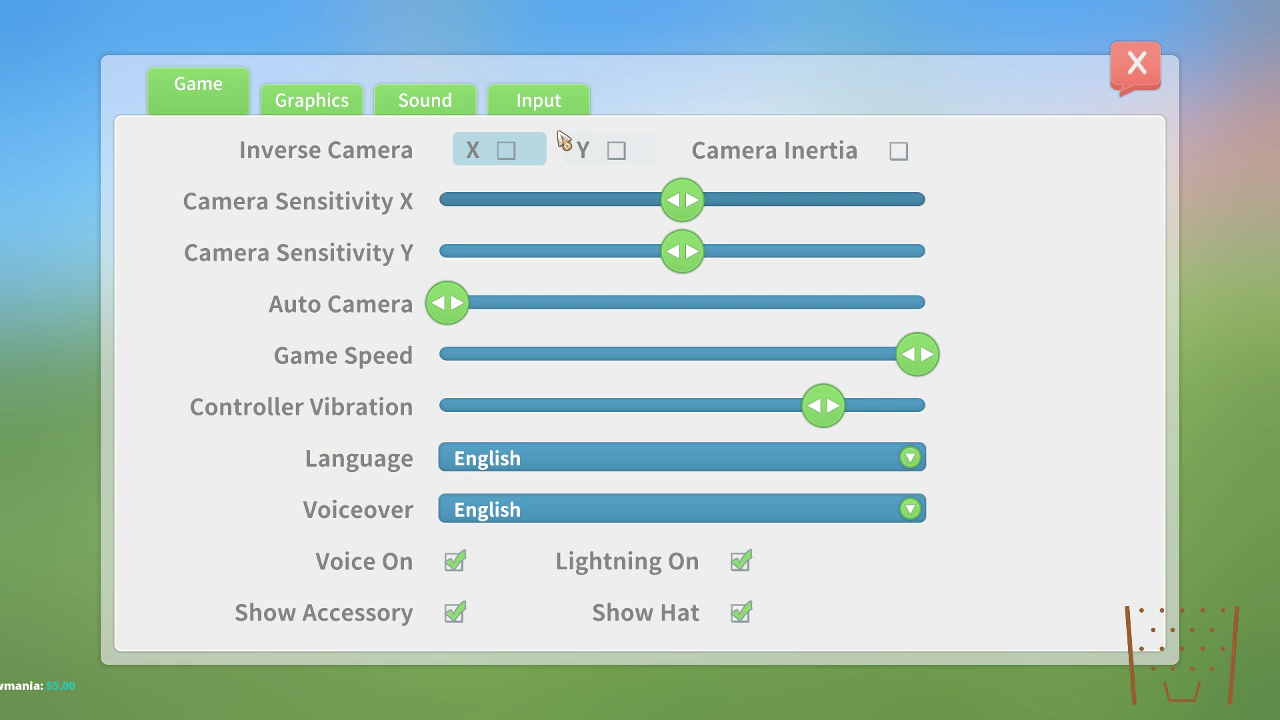 X
Game
Graphics
Sound
Input
Inverse Camera X Y Camera Inertia
Camera Sensitivity X
Camera Sensitivity Y
Auto Camera
Game Speed
Controller Vibration
Language English
Voiceover English
Voice On Lightning On
Show Accessory Show Hat
wmania: $5.00